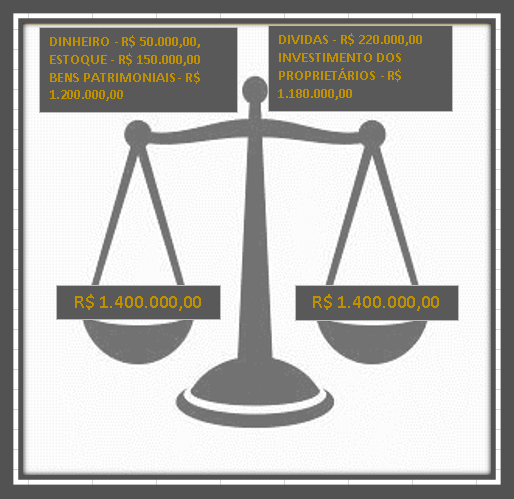 DINHEIRO - R$ 50.000,00,
ESTOQUE - R$ 150.000,00
BENS PATRIMONIAIS - R$
1.200.000,00
DIVIDAS - R$ 220.000,00
INVESTIMENTO DOS
PROPRIETÁRIOS - R$
1.180.000,00
R$ 1.400.000,00
R$ 1.400.000,00